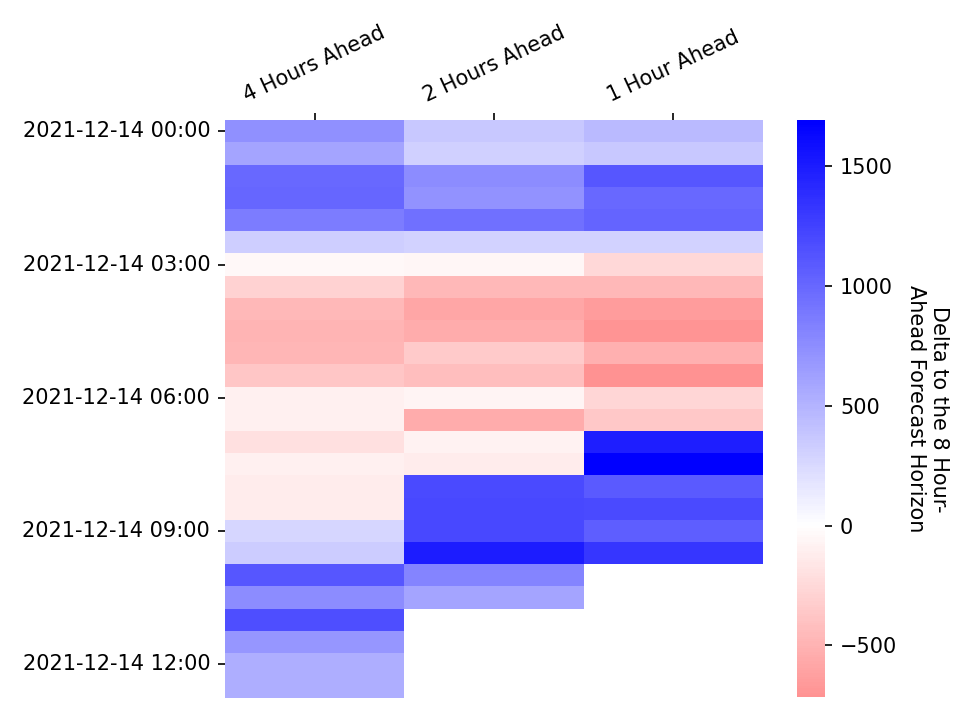 4 Hours Ahead
2 Hours Ahead
1 Hour Ahead
2021-12-14 00:00
2021-12-14 03:00
2021-12-14 06:00
2021-12-14 09:00
2021-12-14 12:00
1500
1000
500
0
−500
Delta to the 8 Hour-
Ahead Forecast Horizon